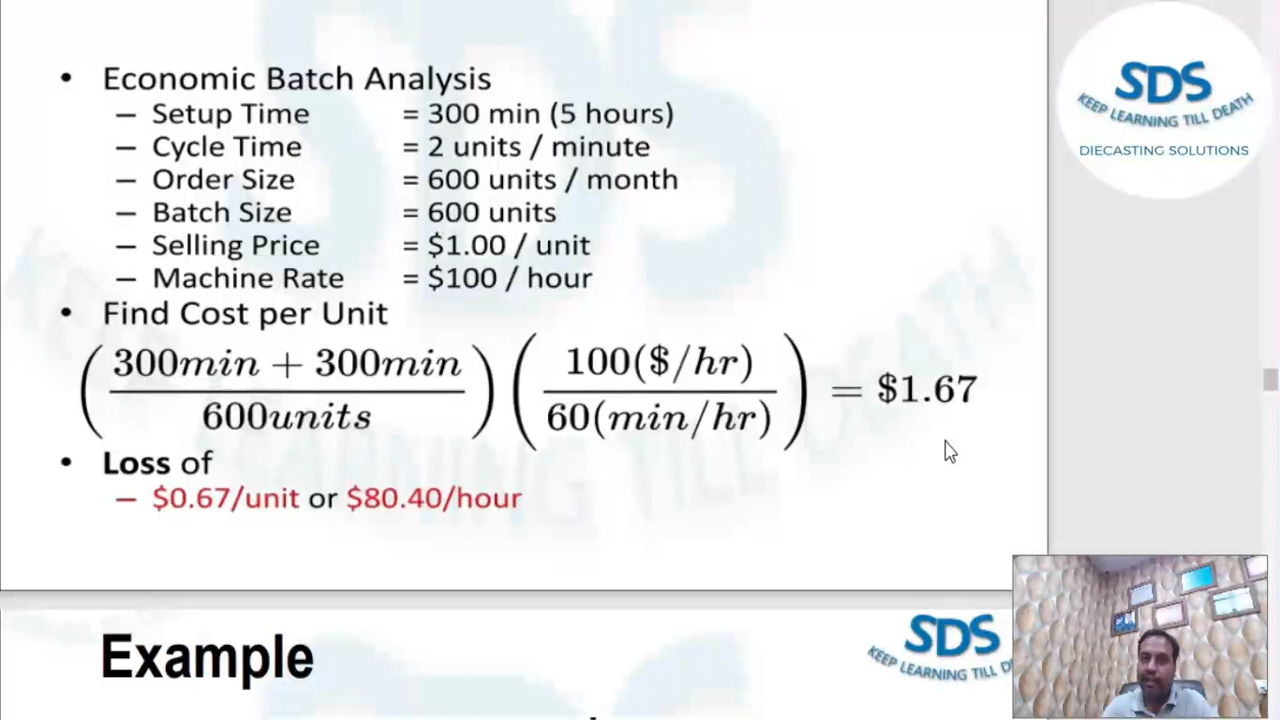 • Economic Batch Analysis
– Setup Time = 300 min (5 hours)
– Cycle Time = 2 units / minute
– Order Size = 600 units / month
– Batch Size = 600 units
– Selling Price = $1.00 / unit
– Machine Rate = $100 / hour
• Find Cost per Unit
(300min + 300min / 600units) (100($/hr) / 60(min/hr)) = $1.67
• Loss of
– $0.67/unit or $80.40/hour
SDS
KEEP LEARNING TILL DEATH
DIECASTING SOLUTIONS
Example
SDS
KEEP LEARNING TILL D